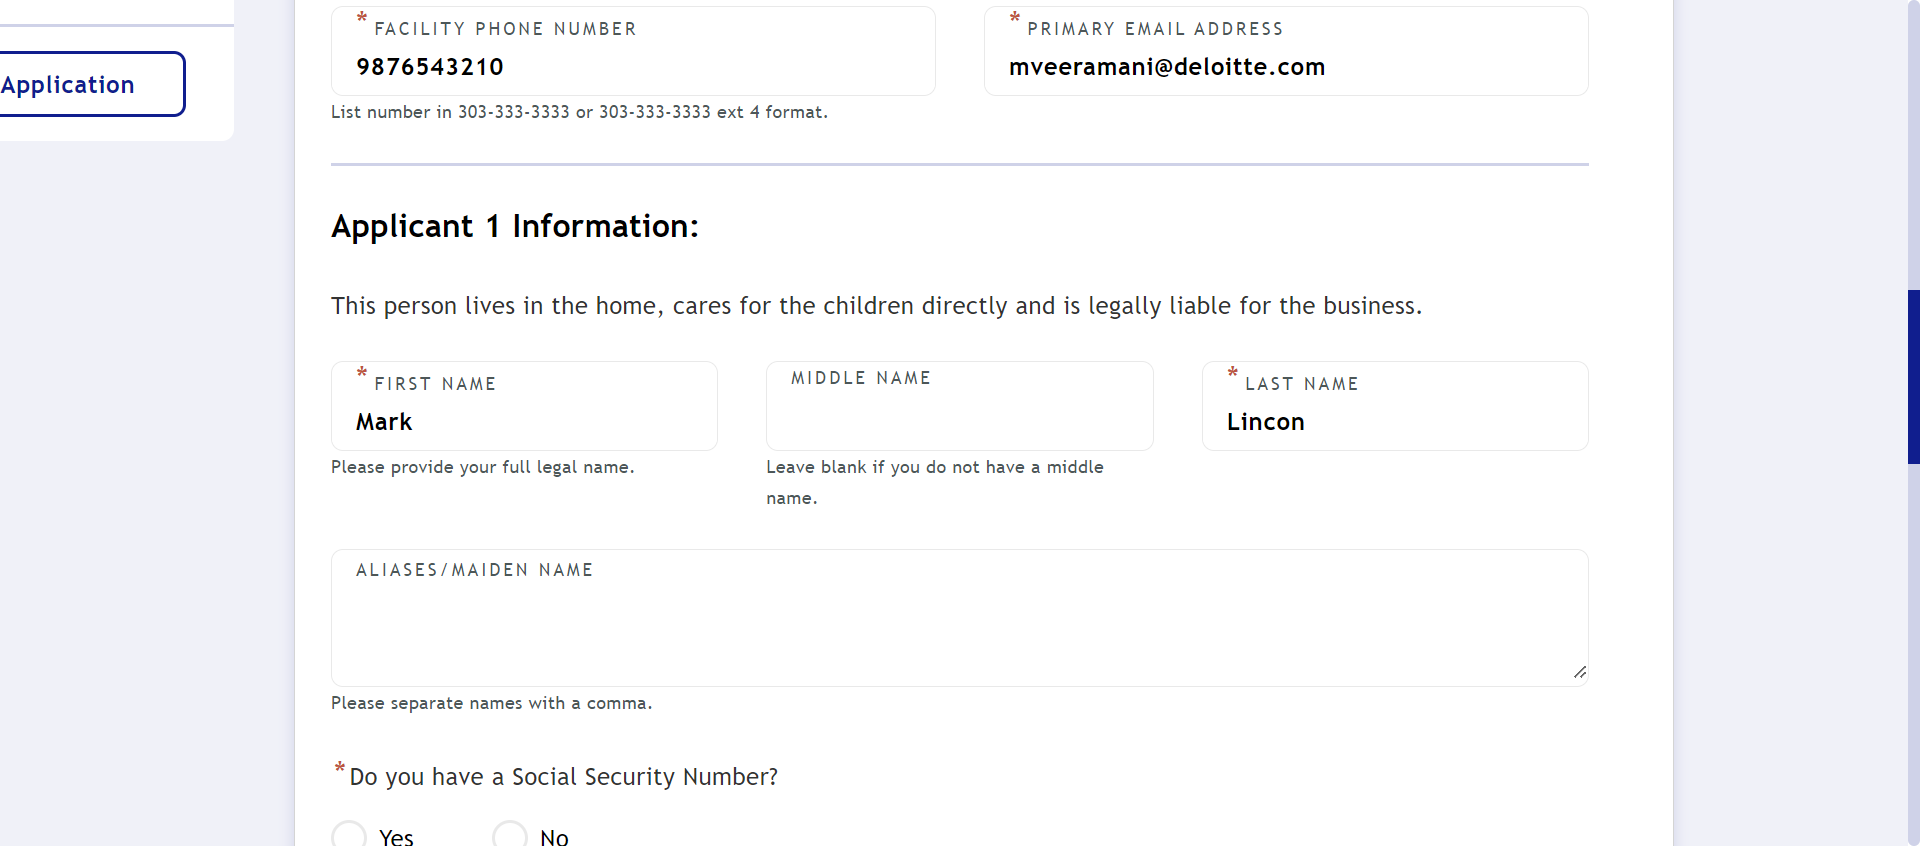 * FACILITY PHONE NUMBER
9876543210
List number in 303-333-3333 or 303-333-3333 ext 4 format.
* PRIMARY EMAIL ADDRESS
mveeramani@deloitte.com
Application
Applicant 1 Information:
This person lives in the home, cares for the children directly and is legally liable for the business.
* FIRST NAME
Mark
Please provide your full legal name.
MIDDLE NAME
Leave blank if you do not have a middle
name.
* LAST NAME
Lincon
ALIASES/MAIDEN NAME
Please separate names with a comma.
* Do you have a Social Security Number?
Yes
No